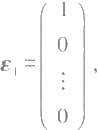 ε₁ = ( 1
0
⋮
0 ) ,